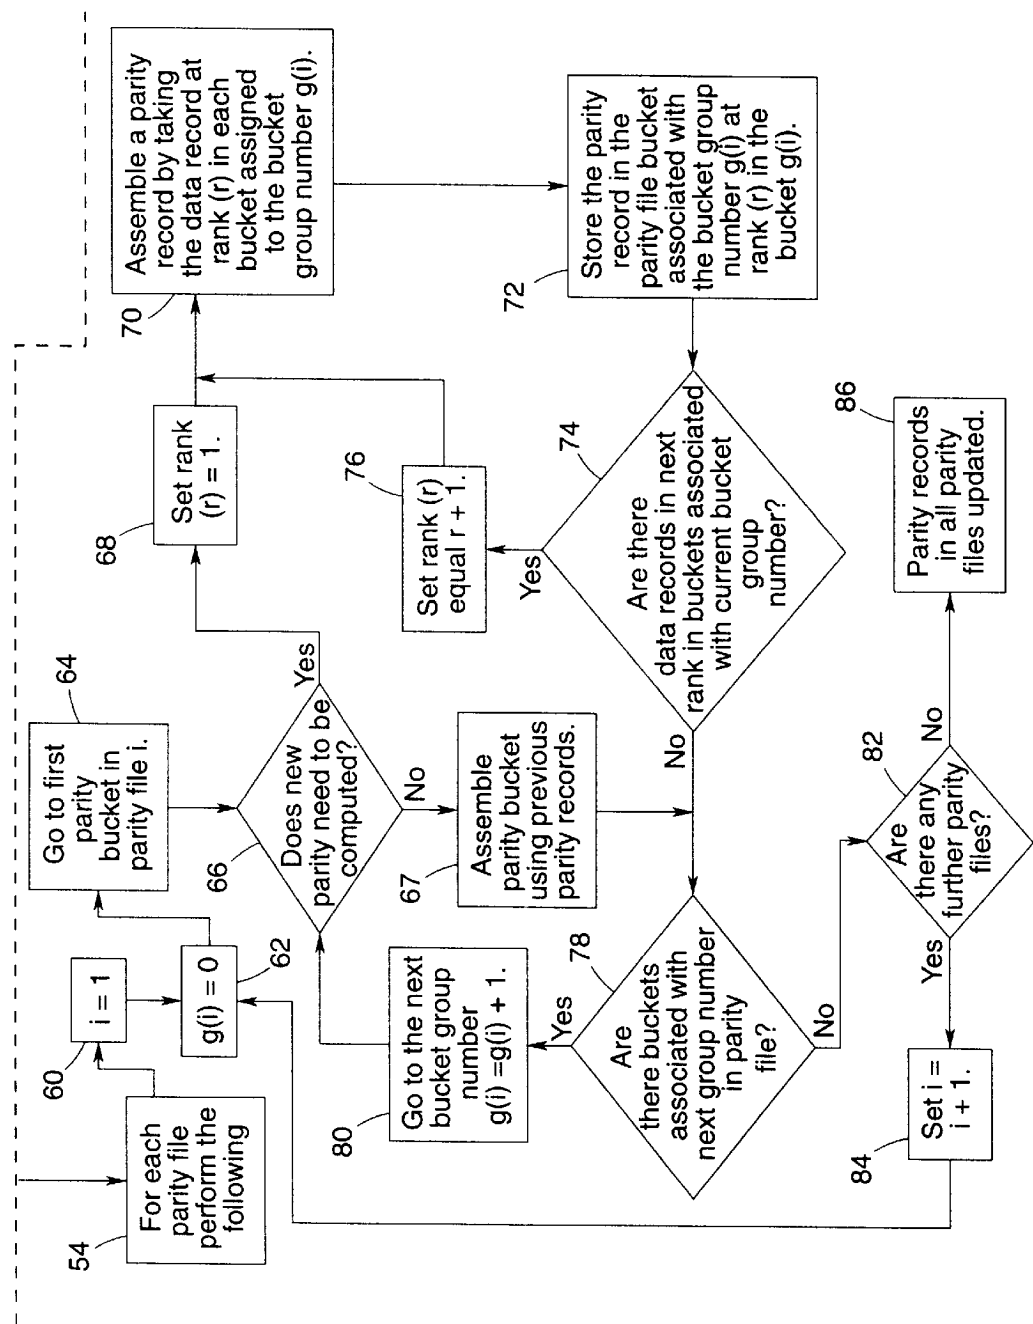 54
For each
parity file
perform the
following
60
i = 1
g(i) = 0
62
64
Go to first
parity
bucket in
parity file i.
66
Does new
parity need to be
computed?
Yes
No
67
Assemble
parity bucket
using previous
parity records.
68
Set rank
(r) = 1.
70
Assemble a parity
record by taking
the data record at
rank (r) in each
bucket assigned
to the bucket
group number g(i).
72
Store the parity
record in the
parity file bucket
associated with
the bucket group
number g(i) at
rank (r) in the
bucket g(i).
74
Are there
data records in next
rank in buckets associated
with current bucket
group
number?
Yes
No
76
Set rank (r)
equal r + 1.
78
Are
there buckets
associated with
next group number
in parity
file?
Yes
No
80
Go to the next
bucket group
number
g(i) =g(i) + 1.
82
Are
there any
further parity
files?
Yes
No
84
Set i =
i + 1.
86
Parity records
in all parity
files updated.